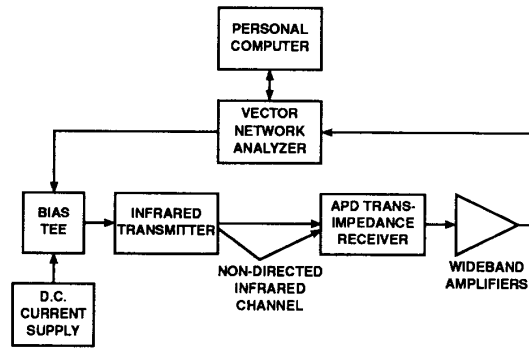 PERSONAL
COMPUTER
VECTOR
NETWORK
ANALYZER
BIAS
TEE
INFRARED
TRANSMITTER
APD TRANS-
IMPEDANCE
RECEIVER
NON-DIRECTED
INFRARED
CHANNEL
WIDEBAND
AMPLIFIERS
D.C.
CURRENT
SUPPLY